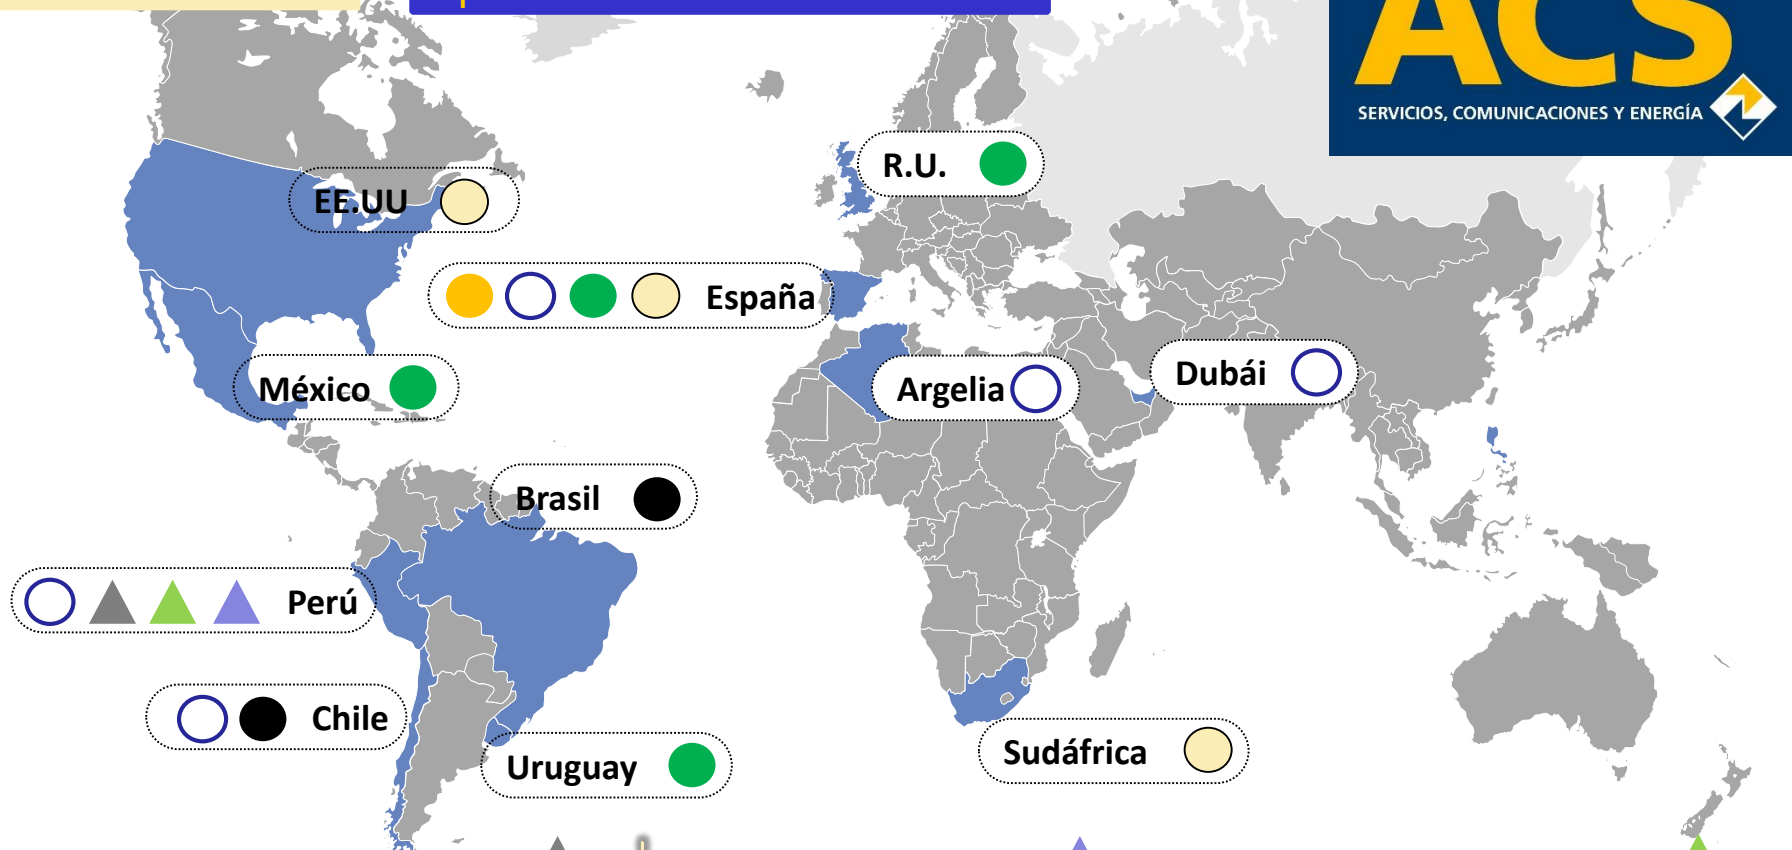 ACS
SERVICIOS, COMUNICACIONES Y ENERGÍA
R.U.
EE.UU
España
México
Argelia
Dubái
Brasil
Perú
Chile
Uruguay
Sudáfrica